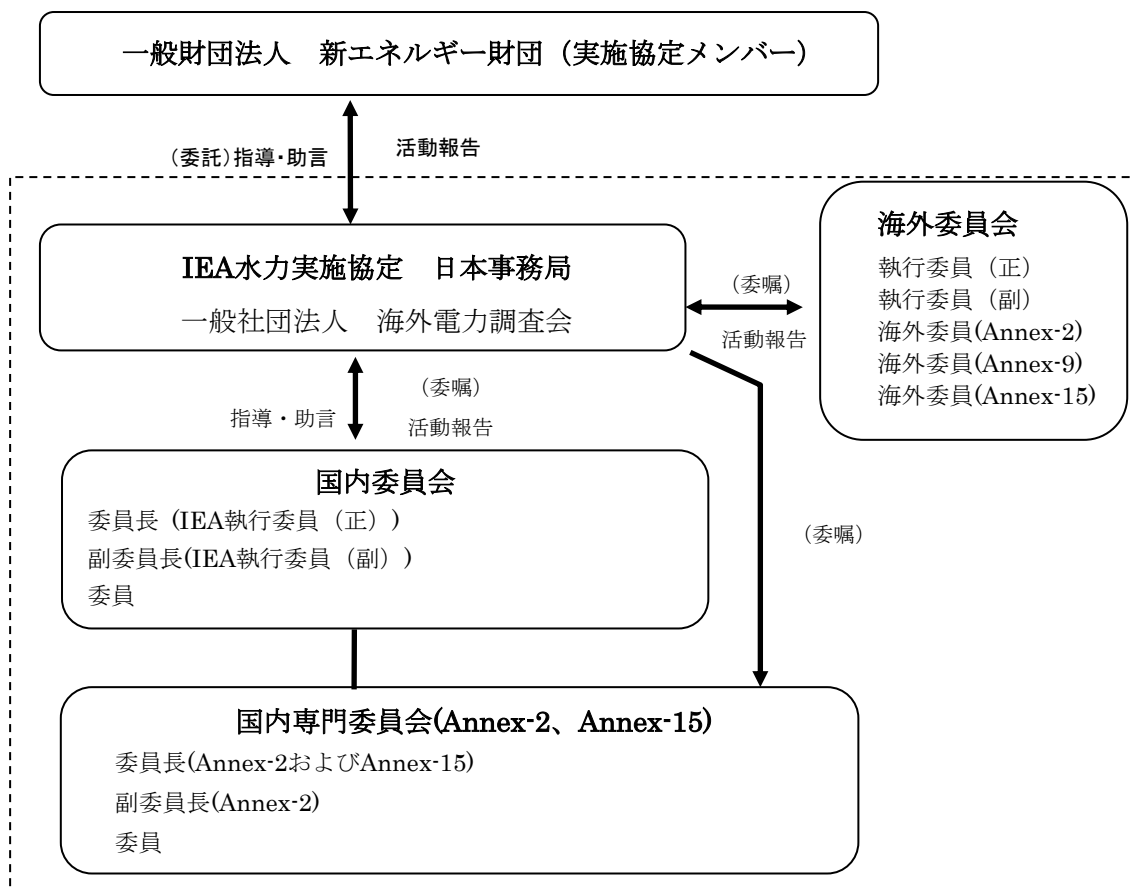 一般財団法人　新エネルギー財団（実施協定メンバー）
（委託）指導・助言
活動報告
IEA水力実施協定　日本事務局
一般社団法人　海外電力調査会
（委嘱）
活動報告
海外委員会
執行委員（正）
執行委員（副）
海外委員(Annex-2)
海外委員(Annex-9)
海外委員(Annex-15)
指導・助言
（委嘱）
活動報告
国内委員会
委員長 (IEA執行委員（正）)
副委員長(IEA執行委員（副）)
委員
（委嘱）
国内専門委員会(Annex-2、Annex-15)
委員長(Annex-2およびAnnex-15)
副委員長(Annex-2)
委員